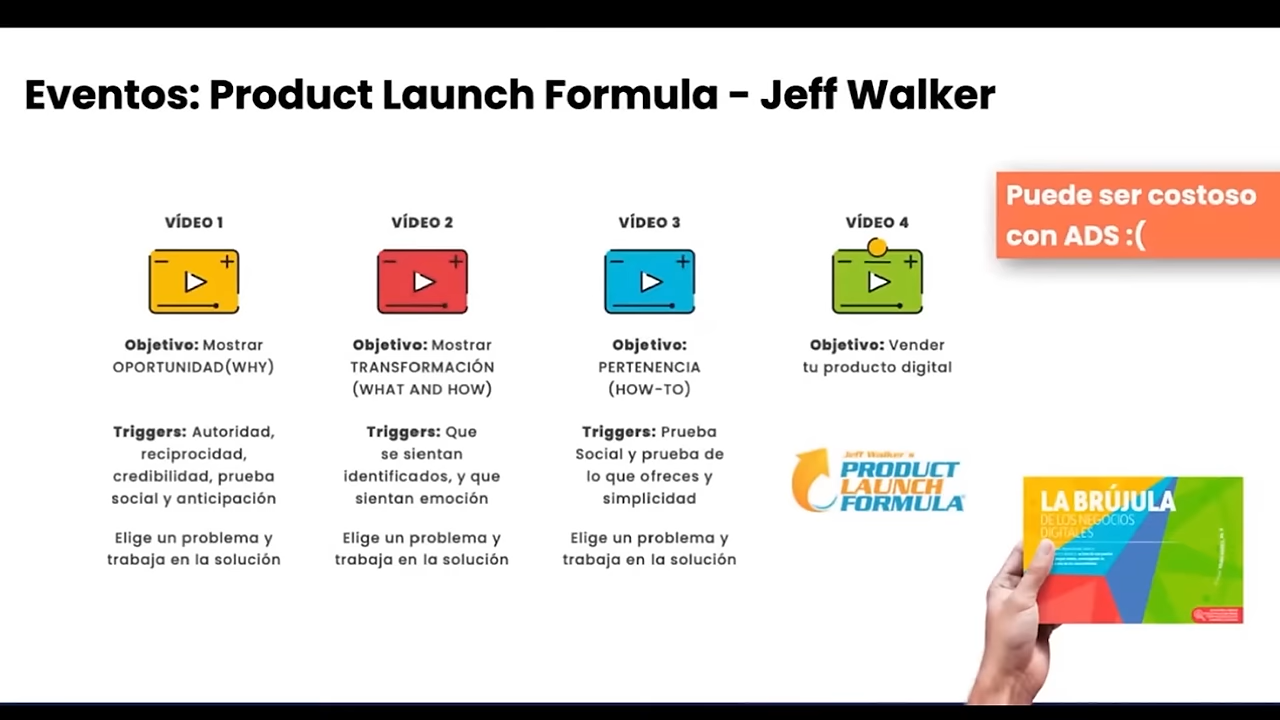 Eventos: Product Launch Formula - Jeff Walker
Puede ser costoso
con ADS :(
VÍDEO 1
Objetivo: Mostrar
OPORTUNIDAD(WHY)
Triggers: Autoridad,
reciprocidad,
credibilidad, prueba
social y anticipación
Elige un problema y
trabaja en la solución
VÍDEO 2
Objetivo: Mostrar
TRANSFORMACIÓN
(WHAT AND HOW)
Triggers: Que
se sientan
identificados, y que
sientan emoción
Elige un problema y
trabaja en la solución
VÍDEO 3
Objetivo:
PERTENENCIA
(HOW-TO)
Triggers: Prueba
Social y prueba de
lo que ofreces y
simplicidad
Elige un problema y
trabaja en la solución
VÍDEO 4
Objetivo: Vender
tu producto digital
Jeff Walker's
PRODUCT
LAUNCH
FORMULA
LA BRÚJULA
DE LOS NEGOCIOS
DIGITALES